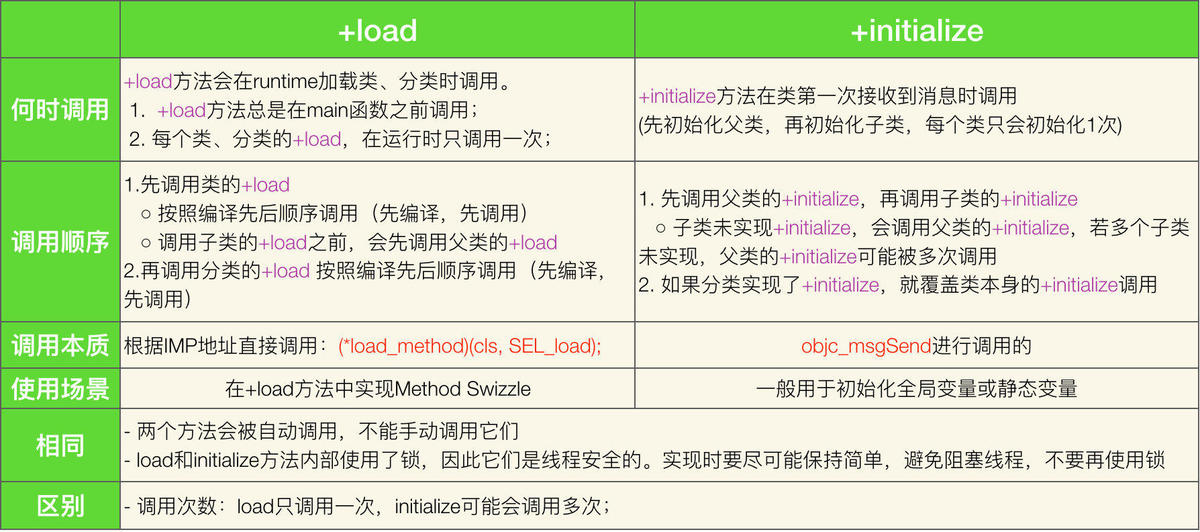 +load
+initialize
何时调用
+load方法会在runtime加载类、分类时调用。
1. +load方法总是在main函数之前调用；
2. 每个类、分类的+load，在运行时只调用一次；
+initialize方法在类第一次接收到消息时调用
(先初始化父类，再初始化子类，每个类只会初始化1次)
调用顺序
1.先调用类的+load
○ 按照编译先后顺序调用（先编译，先调用）
○ 调用子类的+load之前，会先调用父类的+load
2.再调用分类的+load 按照编译先后顺序调用（先编译，
先调用）
1. 先调用父类的+initialize，再调用子类的+initialize
○ 子类未实现+initialize，会调用父类的+initialize，若多个子类
未实现，父类的+initialize可能被多次调用
2. 如果分类实现了+initialize，就覆盖类本身的+initialize调用
调用本质
根据IMP地址直接调用：(*load_method)(cls, SEL_load);
objc_msgSend进行调用的
使用场景
在+load方法中实现Method Swizzle
一般用于初始化全局变量或静态变量
相同
- 两个方法会被自动调用，不能手动调用它们
- load和initialize方法内部使用了锁，因此它们是线程安全的。实现时要尽可能保持简单，避免阻塞线程，不要再使用锁
区别
- 调用次数：load只调用一次，initialize可能会调用多次；